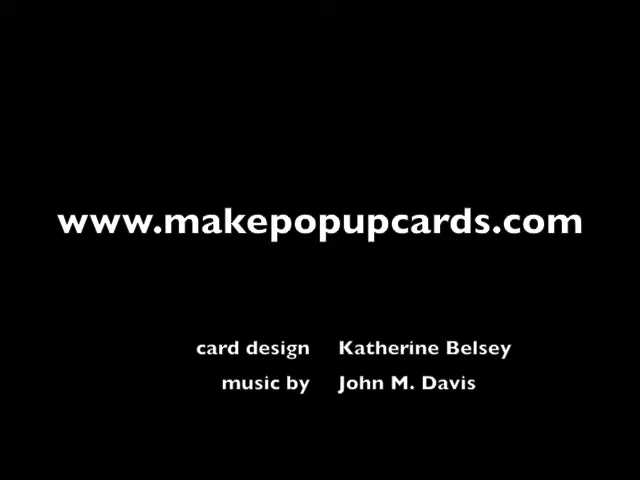 www.makepopupcards.com
card design Katherine Belsey
music by John M. Davis